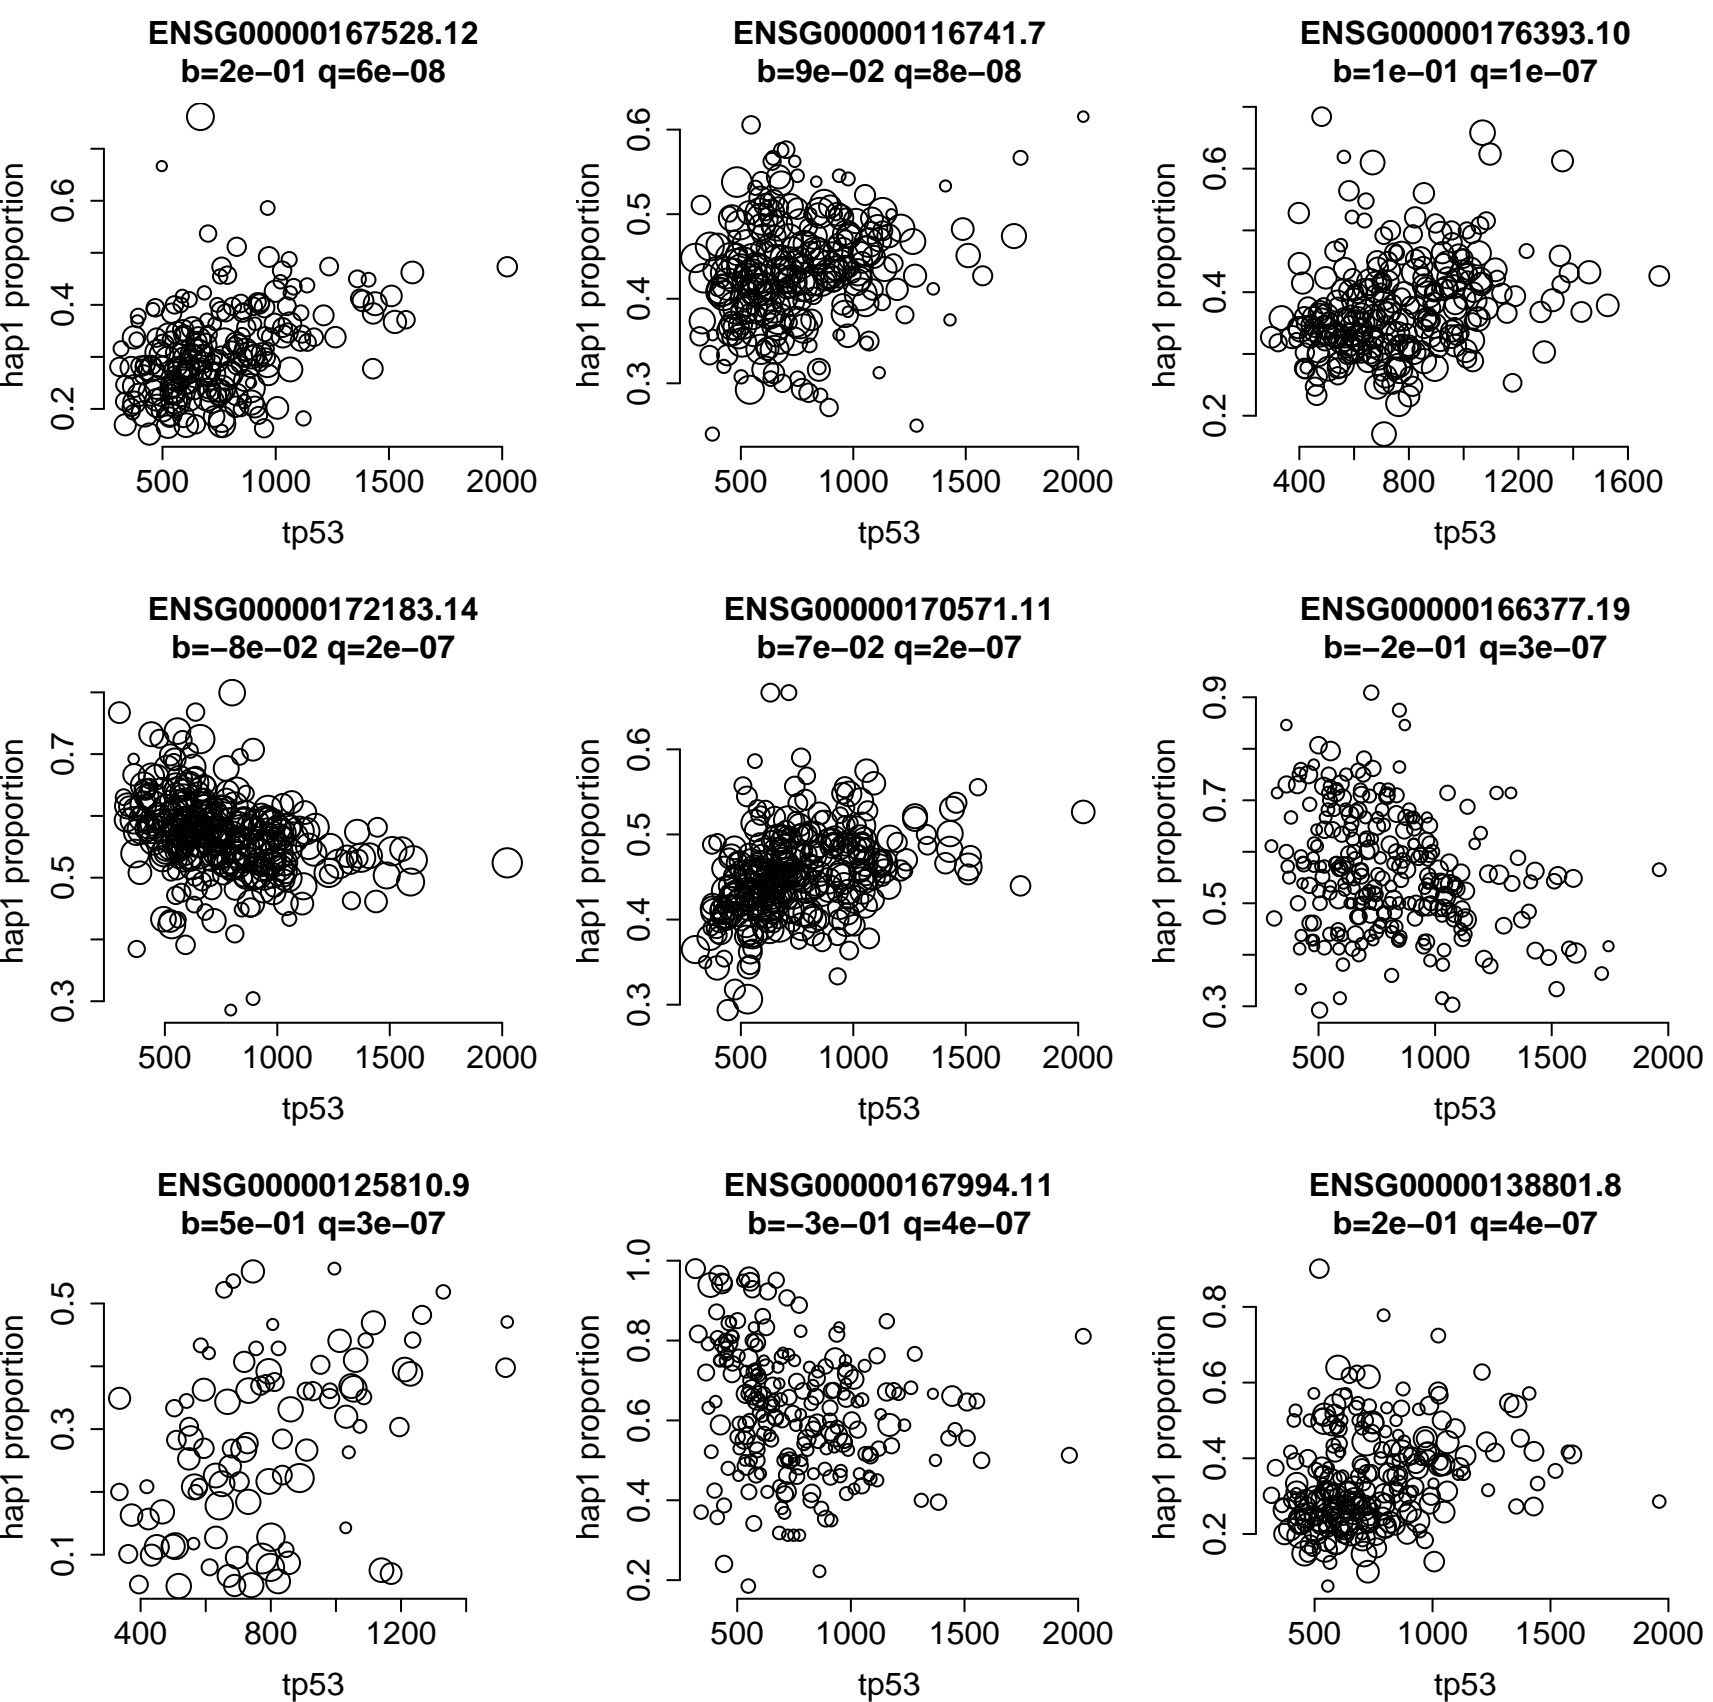 ENSG00000167528.12
b=2e−01 q=6e−08
hap1 proportion
0.2 0.4 0.6
500 1000 1500 2000
tp53
ENSG00000116741.7
b=9e−02 q=8e−08
hap1 proportion
0.3 0.4 0.5 0.6
500 1000 1500 2000
tp53
ENSG00000176393.10
b=1e−01 q=1e−07
hap1 proportion
0.2 0.4 0.6
400 800 1200 1600
tp53
ENSG00000172183.14
b=−8e−02 q=2e−07
hap1 proportion
0.3 0.5 0.7
500 1000 1500 2000
tp53
ENSG00000170571.11
b=7e−02 q=2e−07
hap1 proportion
0.3 0.4 0.5 0.6
500 1000 1500 2000
tp53
ENSG00000166377.19
b=−2e−01 q=3e−07
hap1 proportion
0.3 0.5 0.7 0.9
500 1000 1500 2000
tp53
ENSG00000125810.9
b=5e−01 q=3e−07
hap1 proportion
0.1 0.3 0.5
400 800 1200
tp53
ENSG00000167994.11
b=−3e−01 q=4e−07
hap1 proportion
0.2 0.4 0.6 0.8 1.0
500 1000 1500 2000
tp53
ENSG00000138801.8
b=2e−01 q=4e−07
hap1 proportion
0.2 0.4 0.6 0.8
500 1000 1500 2000
tp53